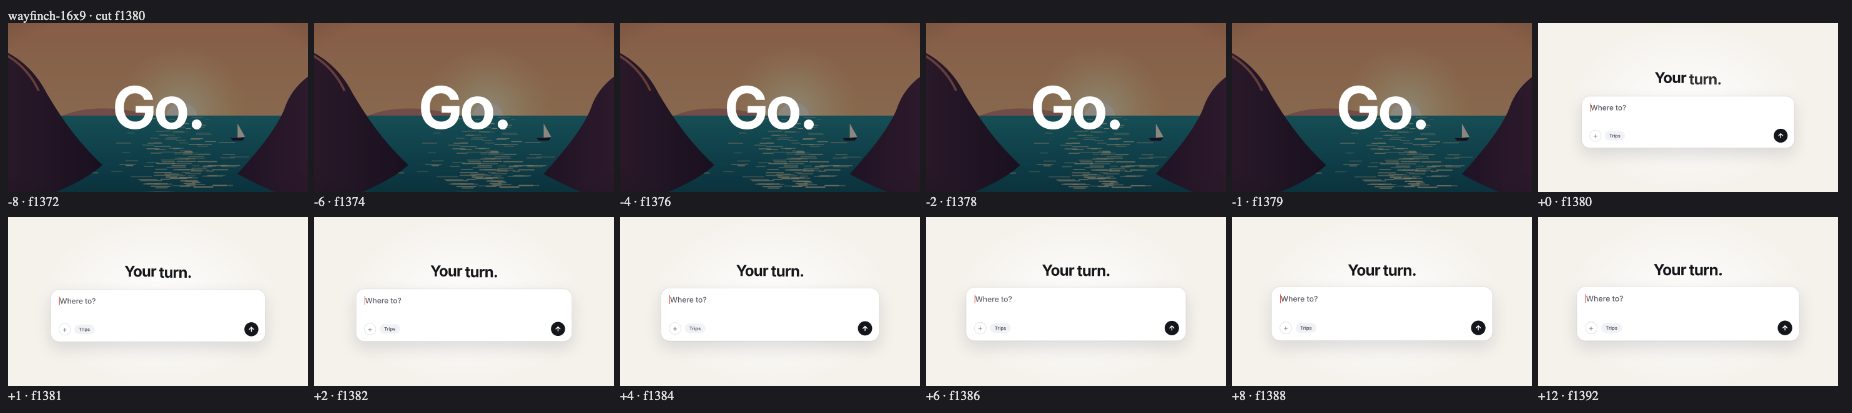 wayfinch-16x9 · cut f1380
Go.
Go.
Go.
Go.
Go.
Your turn.
Where to?
+ Trips
-8 · f1372
-6 · f1374
-4 · f1376
-2 · f1378
-1 · f1379
+0 · f1380
Your turn.
Where to?
+ Trips
Your turn.
Where to?
+ Trips
Your turn.
Where to?
+ Trips
Your turn.
Where to?
+ Trips
Your turn.
Where to?
+ Trips
Your turn.
Where to?
+ Trips
+1 · f1381
+2 · f1382
+4 · f1384
+6 · f1386
+8 · f1388
+12 · f1392